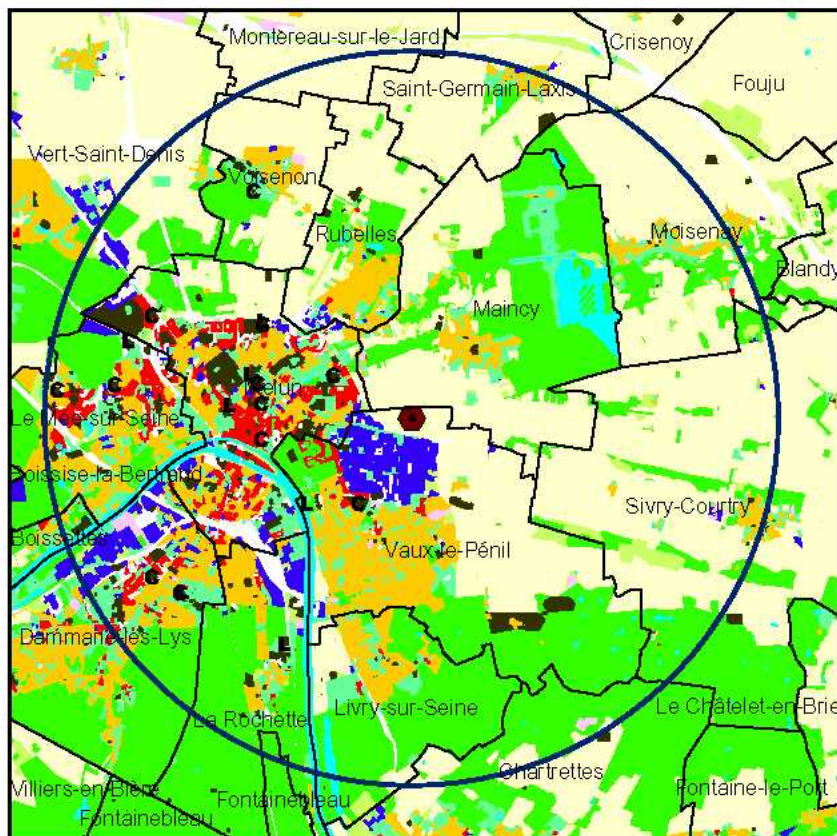 Montereau-sur-le-Jard
Crisenoy
Saint-Germain-Laxis
Fouju
Vert-Saint-Denis
Voisenon
C
Rubelles
Moisenay
Blandy
Maincy
C
L
L
C
C
C
L
C
Melun
L
C
Le Mée-sur-Seine
C
Boissise-la-Bertrand
L
C
Sivry-Courtry
Boissettes
Vaux-le-Pénil
C
C
Dammarie-lès-Lys
L
La Rochette
Livry-sur-Seine
Le Châtelet-en-Brie
Chartrettes
Villiers-en-Bière
Fontainebleau
Fontainebleau
Fontaine-le-Port